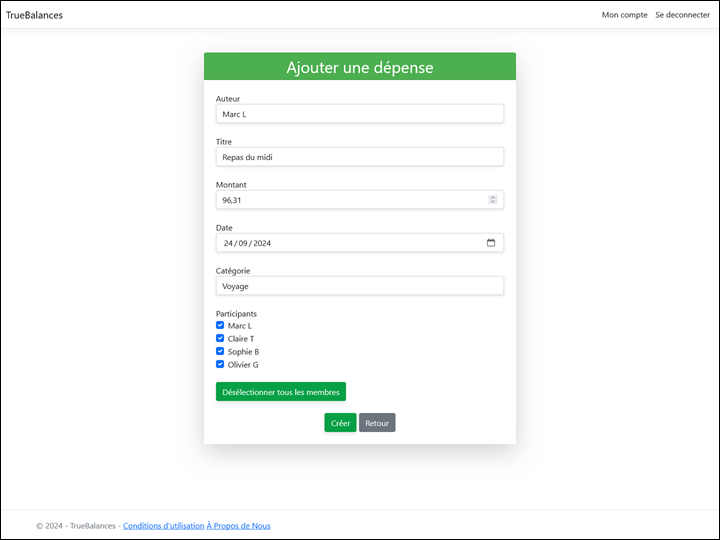 TrueBalances Mon compte Se deconnecter
Ajouter une dépense
Auteur
Marc L
Titre
Repas du midi
Montant
96,31
Date
24/09/2024
Catégorie
Voyage
Participants
Marc L
Claire T
Sophie B
Olivier G
Désélectionner tous les membres
Créer Retour
© 2024 - TrueBalances - Conditions d'utilisation À Propos de Nous